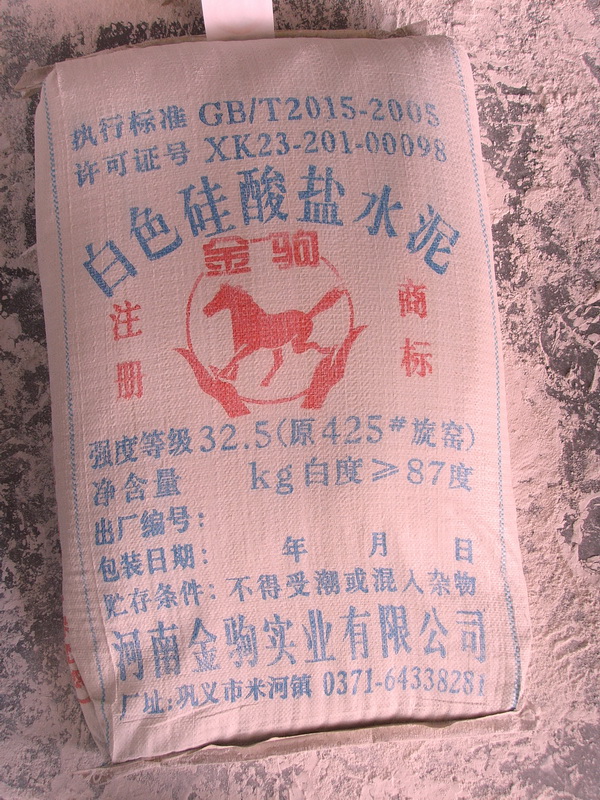 执行标准 GB/T2015-2005
许可证号 XK23-201-00098
白色硅酸盐水泥
金驹
注册 商标
强度等级32.5(原425#旋窑)
净含量 kg白度≥87度
出厂编号:
包装日期: 年 月 日
贮存条件:不得受潮或混入杂物
河南金驹实业有限公司
厂址:巩义市米河镇 0371-64338281